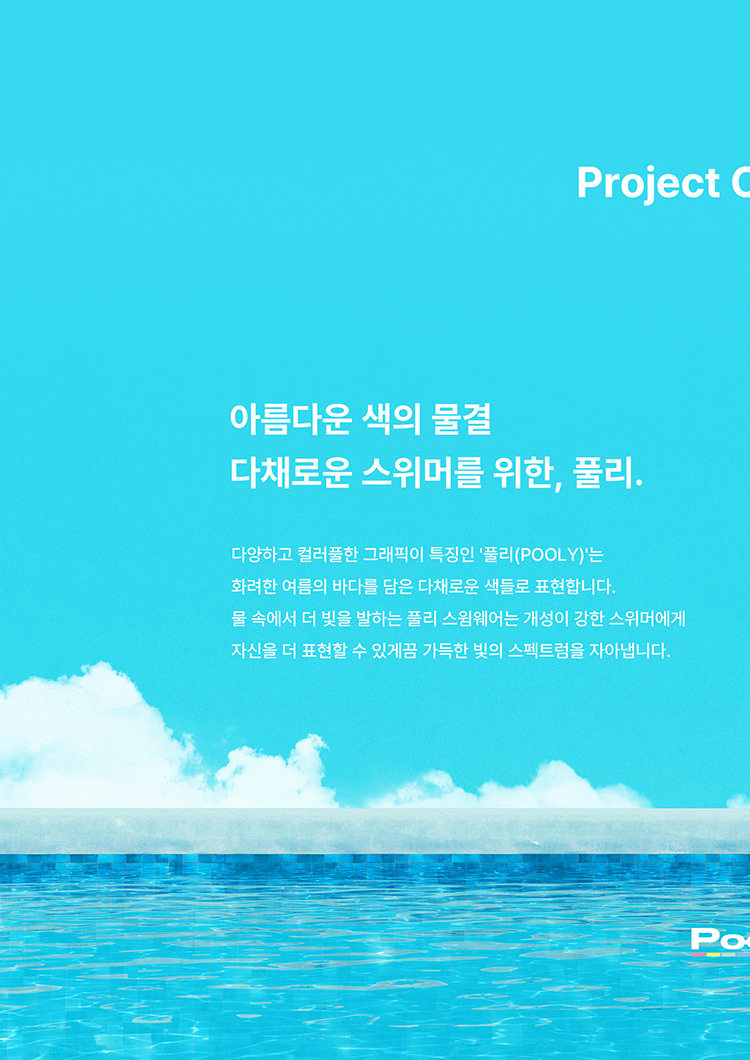 Project
아름다운 색의 물결
다채로운 스위머를 위한, 풀리.
다양하고 컬러풀한 그래픽이 특징인 '풀리(POOLY)'는
화려한 여름의 바다를 담은 다채로운 색들로 표현합니다.
물 속에서 더 빛을 발하는 풀리 스윔웨어는 개성이 강한 스위머에게
자신을 더 표현할 수 있게끔 가득한 빛의 스펙트럼을 자아냅니다.